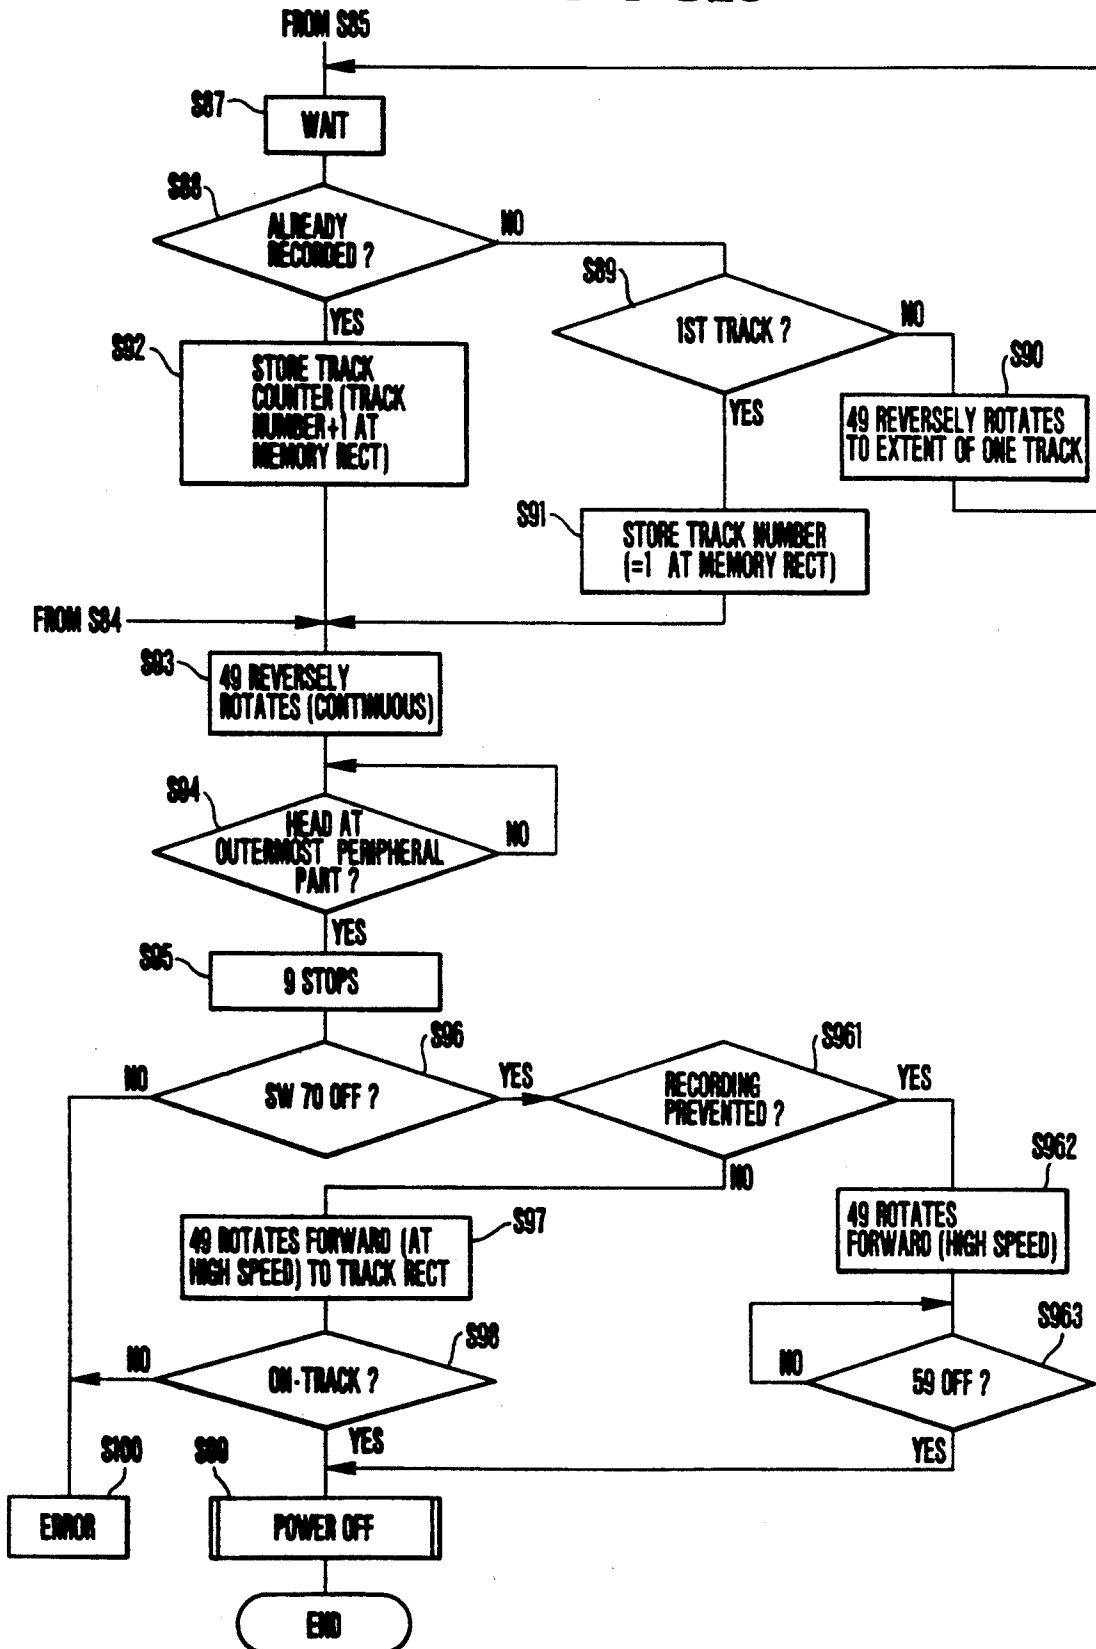 FROM S85
S87
WAIT
S88
ALREADY
RECORDED ?
NO
YES
S89
1ST TRACK ?
NO
YES
S90
49 REVERSELY ROTATES
TO EXTENT OF ONE TRACK
S92
STORE TRACK
COUNTER (TRACK
NUMBER+1 AT
MEMORY RECT)
S91
STORE TRACK NUMBER
(=1 AT MEMORY RECT)
FROM S84
S93
49 REVERSELY
ROTATES (CONTINUOUS)
S94
HEAD AT
OUTERMOST PERIPHERAL
PART ?
NO
YES
S95
9 STOPS
S96
SW 70 OFF ?
NO
YES
S961
RECORDING
PREVENTED ?
YES
NO
S962
49 ROTATES
FORWARD (HIGH SPEED)
S97
49 ROTATES FORWARD (AT
HIGH SPEED) TO TRACK RECT
S963
59 OFF ?
NO
YES
S98
ON-TRACK ?
NO
YES
S100
ERROR
S99
POWER OFF
END